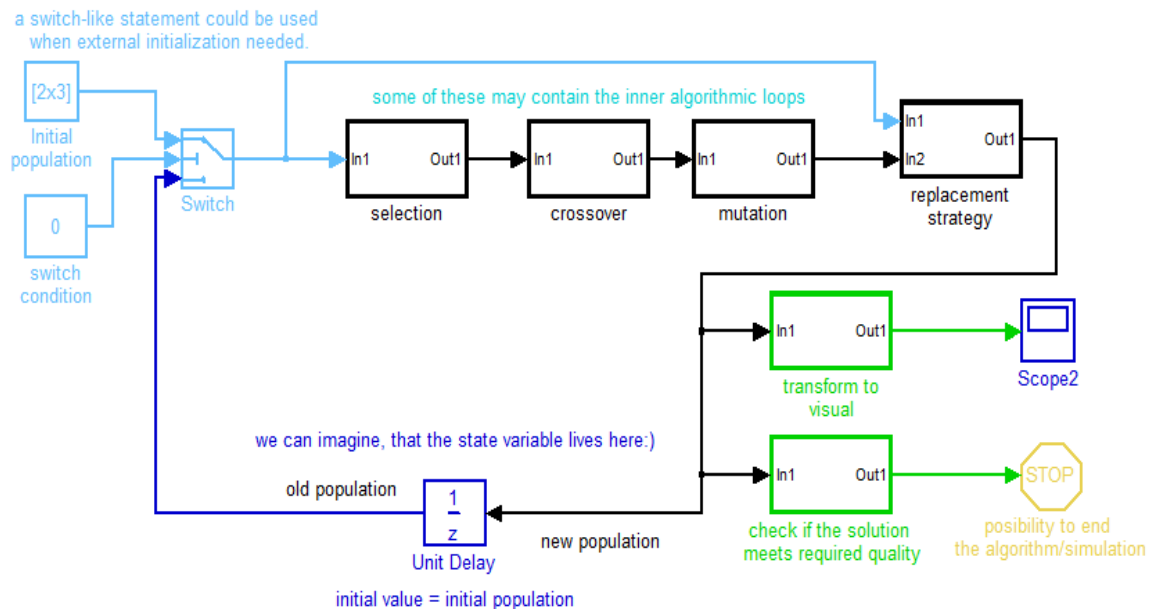 a switch-like statement could be used
when external initialization needed.
[2x3]
Initial
population
0
switch
condition
Switch
some of these may contain the inner algorithmic loops
In1
Out1
selection
In1
Out1
crossover
In1
Out1
mutation
In1
In2
Out1
replacement
strategy
In1
Out1
transform to
visual
Scope2
we can imagine, that the state variable lives here:)
old population
1
z
Unit Delay
new population
initial value = initial population
In1
Out1
check if the solution
meets required quality
STOP
posibility to end
the algorithm/simulation